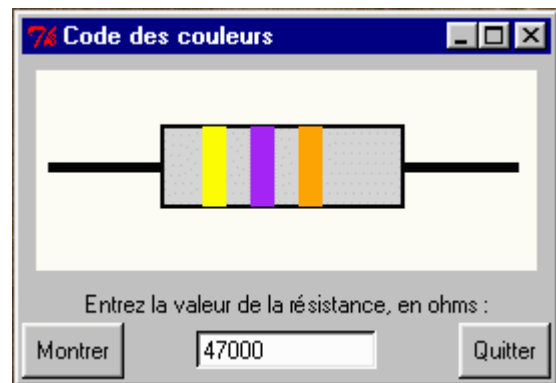 Code des couleurs
Entrez la valeur de la résistance, en ohms :
Montrer
47000
Quitter